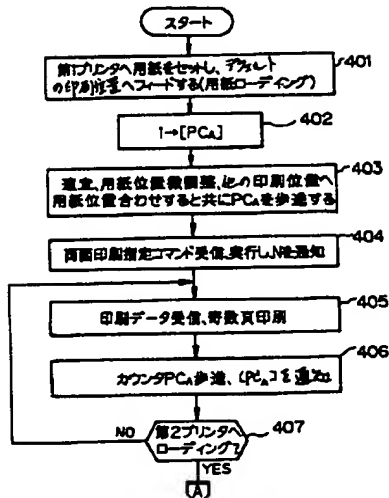 スタート
第1プリンタへ用紙をセットし、デフォルト
の印刷位置へフィードする(用紙ローディング)
401
1→[PCA]
402
適宜、用紙位置微調整、他の印刷位置へ
用紙位置合わせすると共にPCAを歩進する
403
両面印刷指定コマンド受信、実行しNを通知
404
印刷データ受信、奇数頁印刷
405
カウンタPCA歩進、(PCA)を通知
406
第2プリンタへ
ローディング?
407
NO
YES
A